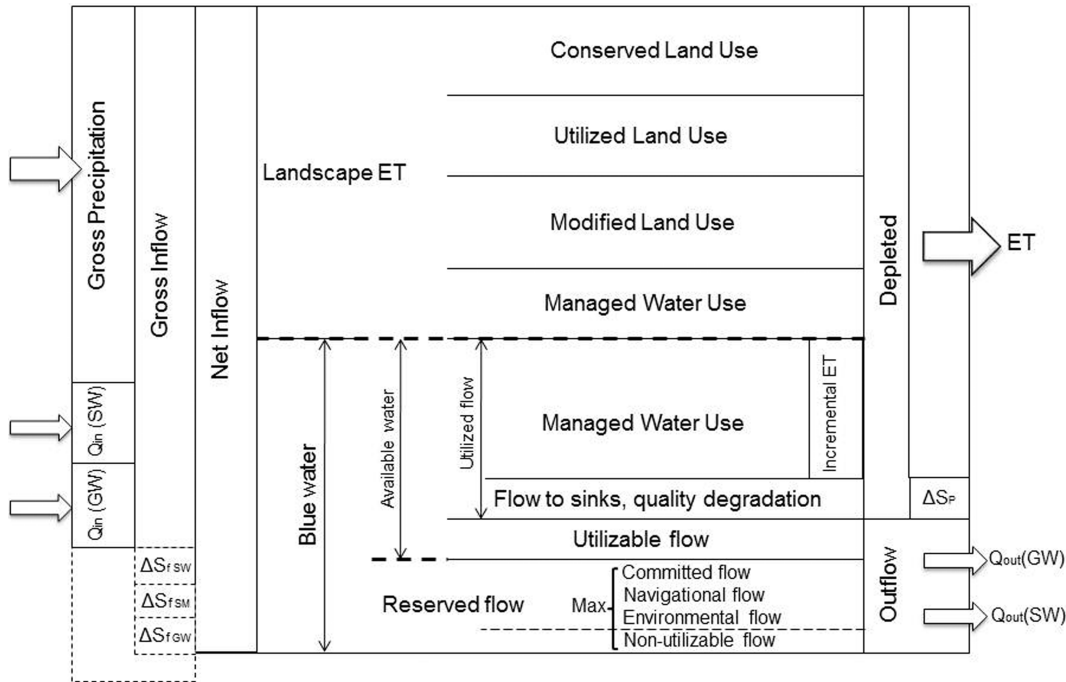 Gross Precipitation
Qin (SW)
Qin (GW)
Gross Inflow
ΔSf SW
ΔSf SM
ΔSf GW
Net Inflow
Landscape ET
Conserved Land Use
Utilized Land Use
Modified Land Use
Managed Water Use
Blue water
Available water
Utilized flow
Managed Water Use
Incremental ET
Flow to sinks, quality degradation
Utilizable flow
Reserved flow
Max
Committed flow
Navigational flow
Environmental flow
Non-utilizable flow
Depleted
Outflow
ET
ΔSP
Qout(GW)
Qout(SW)